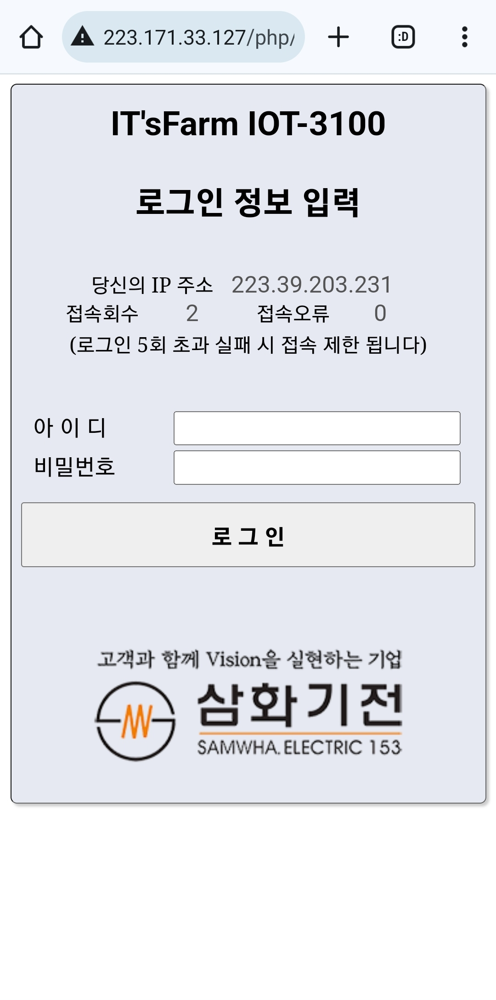 223.171.33.127/php/
:D
IT'sFarm IOT-3100
로그인 정보 입력
당신의 IP 주소 223.39.203.231
접속회수 2 접속오류 0
(로그인 5회 초과 실패 시 접속 제한 됩니다)
아 이 디
비밀번호
로 그 인
고객과 함께 Vision을 실현하는 기업
삼화기전
SAMWHA. ELECTRIC 153